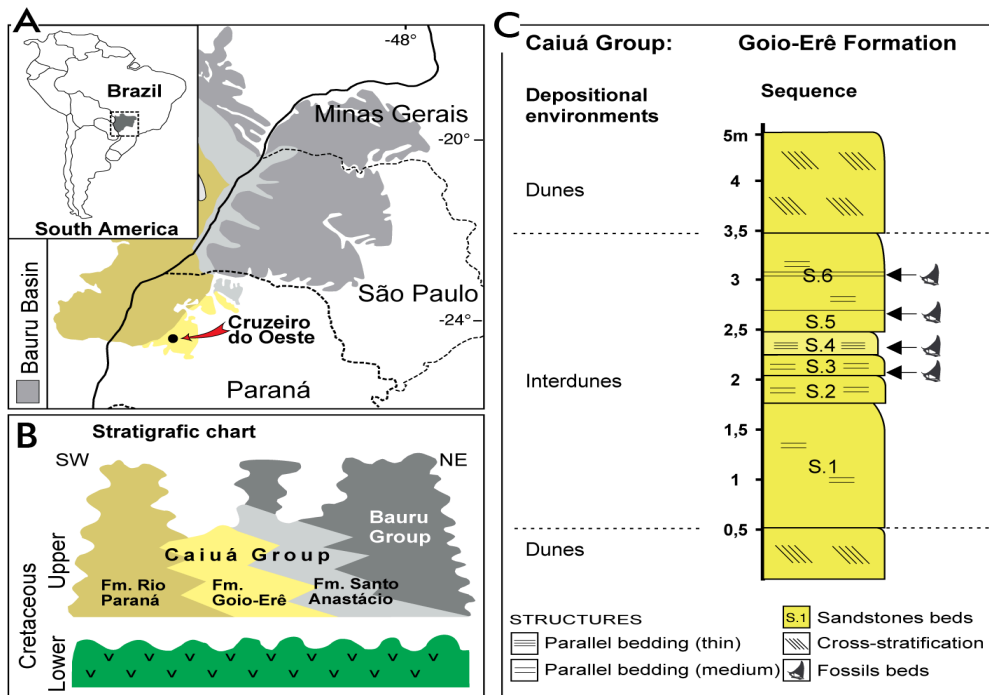 A
Brazil
South America
-48°
Minas Gerais
-20°
São Paulo
-24°
Cruzeiro
do Oeste
Paraná
Bauru Basin
B
Stratigrafic chart
SW
NE
Bauru
Group
Caiuá Group
Fm. Rio
Paraná
Fm.
Goio-Erê
Fm. Santo
Anastácio
Cretaceous
Upper
Lower
C
Caiuá Group:
Goio-Erê Formation
Depositional
environments
Sequence
5m
4
Dunes
3,5
3
S.6
S.5
2,5
S.4
S.3
Interdunes
2
S.2
1,5
S.1
1
0,5
Dunes
STRUCTURES
Parallel bedding (thin)
Parallel bedding (medium)
S.1 Sandstones beds
Cross-stratification
Fossils beds